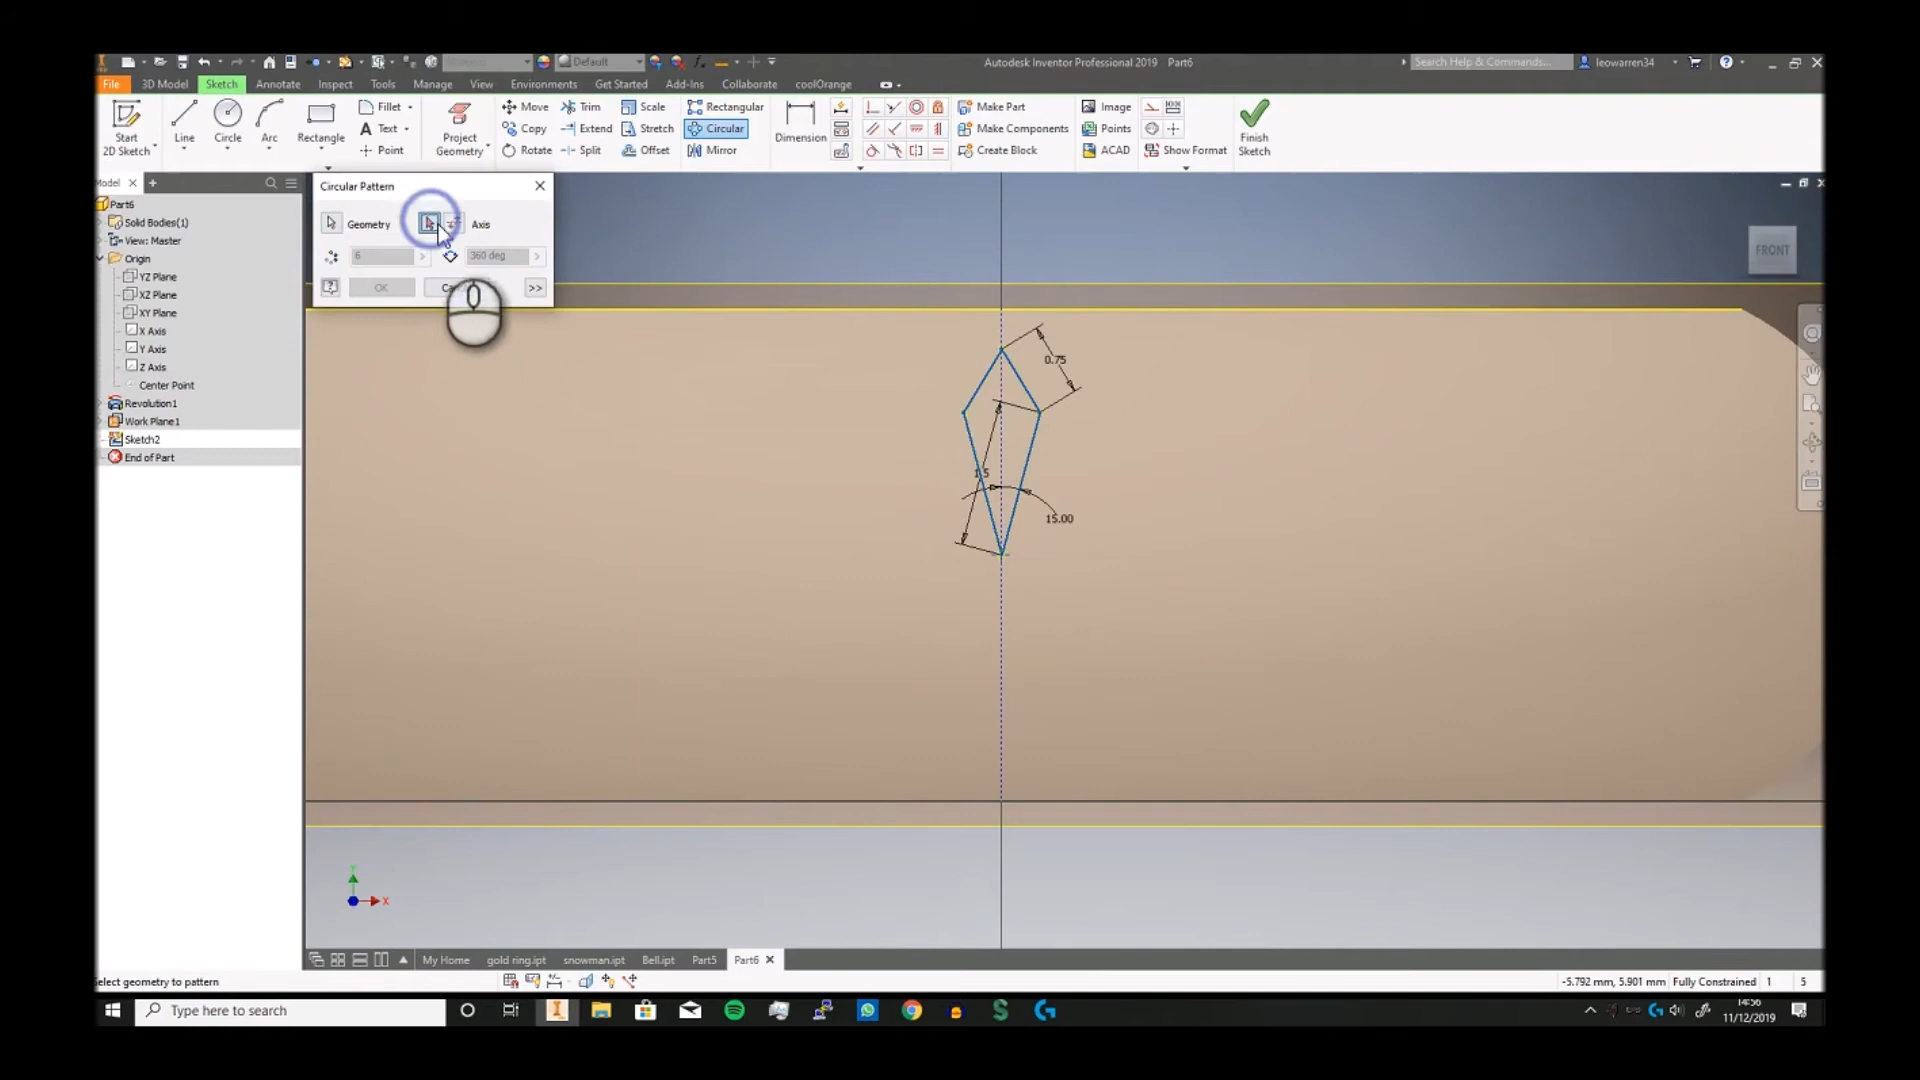 Default
Autodesk Inventor Professional 2019 Part6
Search Help & Commands...
leowarren34
File 3D Model Sketch Annotate Inspect Tools Manage View Environments Get Started Add-Ins Collaborate coolOrange
Start
2D Sketch
Line
Circle
Arc
Rectangle
Fillet
Text
Point
Project
Geometry
Move
Copy
Rotate
Trim
Extend
Split
Scale
Stretch
Offset
Rectangular
Circular
Mirror
Dimension
Make Part
Make Components
Create Block
Image
Points
ACAD
Show Format
Finish
Sketch
Model
Part6
Solid Bodies(1)
View: Master
Origin
YZ Plane
XZ Plane
XY Plane
X Axis
Y Axis
Z Axis
Center Point
Revolution1
Work Plane1
Sketch2
End of Part
Circular Pattern
Geometry
Axis
6
360 deg
OK
>>
FRONT
0.75
15.00
Y
X
My Home gold ring.ipt snowman.ipt Bell.ipt Part5 Part6
elect geometry to pattern
-5.792 mm, 5.901 mm Fully Constrained 1 5
Type here to search
14:56
11/12/2019